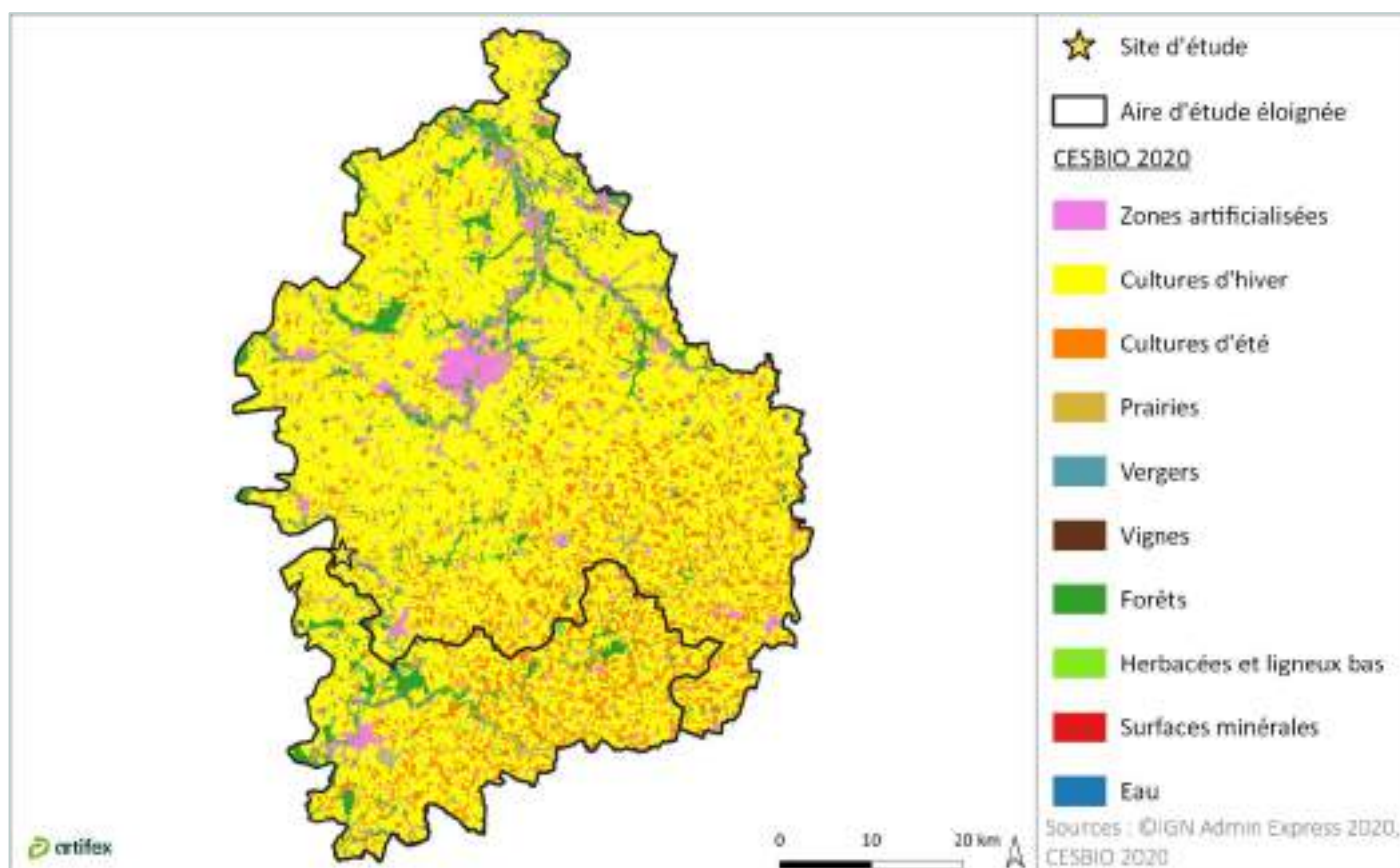 Site d'étude
Aire d'étude éloignée
CESBIO 2020
Zones artificialisées
Cultures d'hiver
Cultures d'été
Prairies
Vergers
Vignes
Forêts
Herbacées et ligneux bas
Surfaces minérales
Eau
Sources : ©IGN Admin Express 2020,
CESBIO 2020
0 10 20 km
artifex